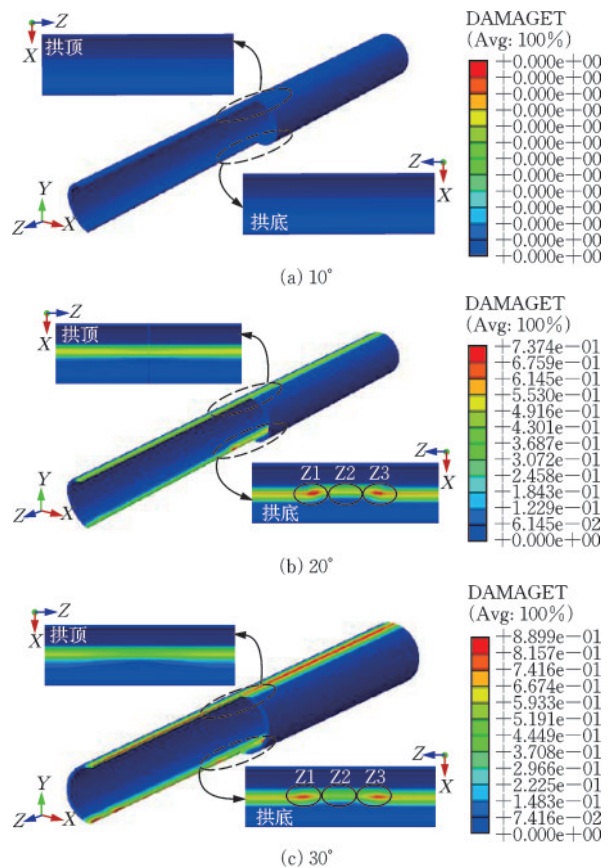 Z
X
拱顶
Y
Z
X
Z
X
拱底
DAMAGET
(Avg: 100%)
+0.000e+00
+0.000e+00
+0.000e+00
+0.000e+00
+0.000e+00
+0.000e+00
+0.000e+00
+0.000e+00
+0.000e+00
+0.000e+00
+0.000e+00
+0.000e+00
+0.000e+00
(a) 10°
Z
X
拱顶
Y
Z
X
Z
X
Z1 Z2 Z3
拱底
DAMAGET
(Avg: 100%)
+7.374e−01
+6.759e−01
+6.145e−01
+5.530e−01
+4.916e−01
+4.301e−01
+3.687e−01
+3.072e−01
+2.458e−01
+1.843e−01
+1.229e−01
+6.145e−02
+0.000e+00
(b) 20°
Z
X
拱顶
Y
Z
X
Z
X
Z1 Z2 Z3
拱底
DAMAGET
(Avg: 100%)
+8.899e−01
+8.157e−01
+7.416e−01
+6.674e−01
+5.933e−01
+5.191e−01
+4.449e−01
+3.708e−01
+2.966e−01
+2.225e−01
+1.483e−01
+7.416e−02
+0.000e+00
(c) 30°